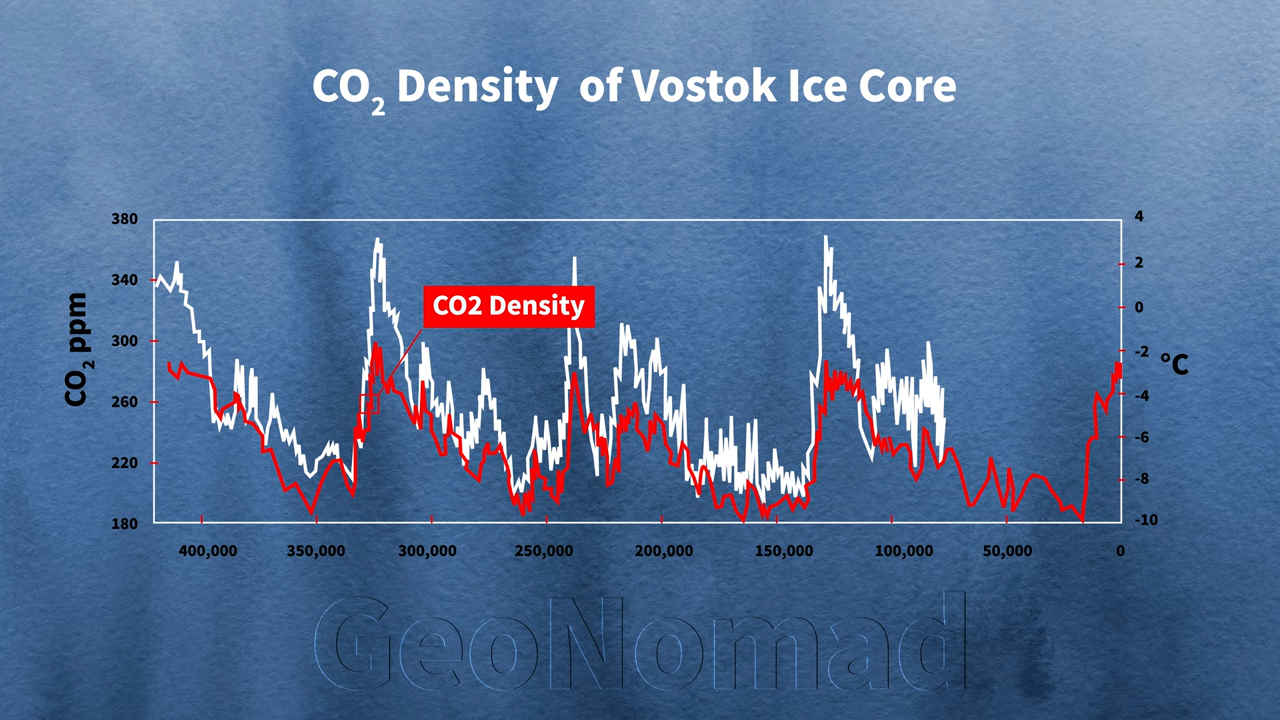 CO₂ Density of Vostok Ice Core
380
340
300
260
220
180
CO₂ ppm
CO2 Density
4
2
0
-2
-4
-6
-8
-10
°C
400,000 350,000 300,000 250,000 200,000 150,000 100,000 50,000 0
GeoNomad